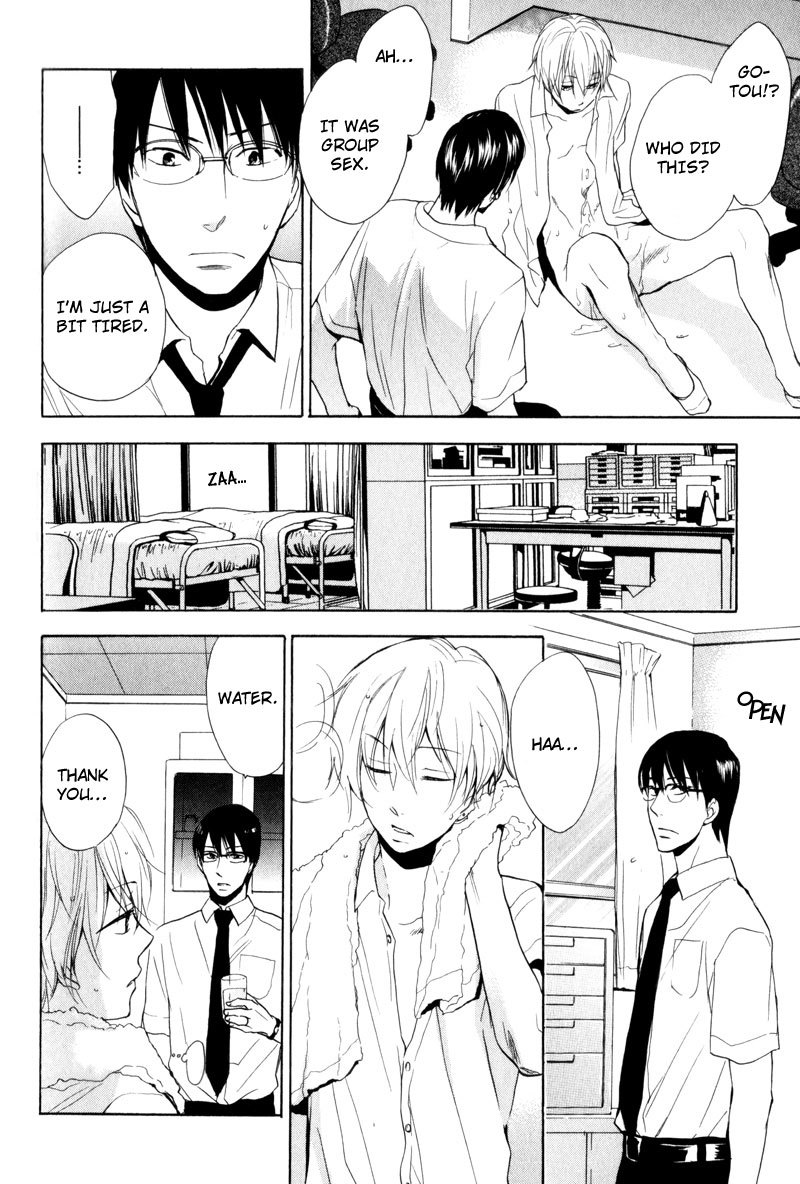 GO-
TOU!?
WHO DID
THIS?
AH...
IT WAS
GROUP
SEX.
I'M JUST A
BIT TIRED.
ZAA...
OPEN
HAA...
WATER.
THANK
YOU...